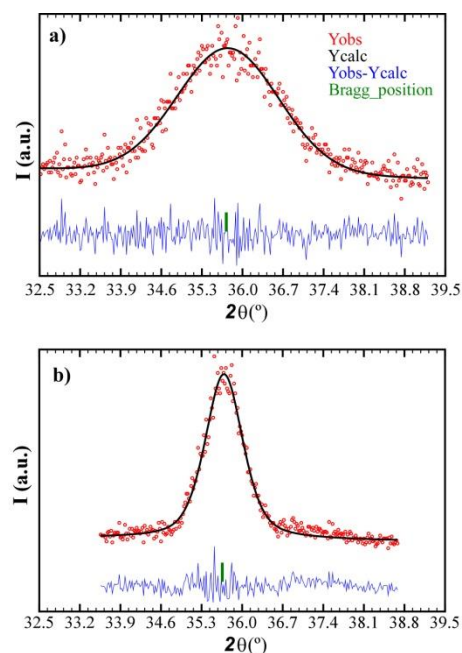 a)
Yobs
Ycalc
Yobs-Ycalc
Bragg_position
I (a.u.)
32.5 33.2 33.9 34.6 35.3 36.0 36.7 37.4 38.1 38.8 39.5
2θ(º)
b)
I (a.u.)
32.5 33.2 33.9 34.6 35.3 36.0 36.7 37.4 38.1 38.8 39.5
2θ(º)